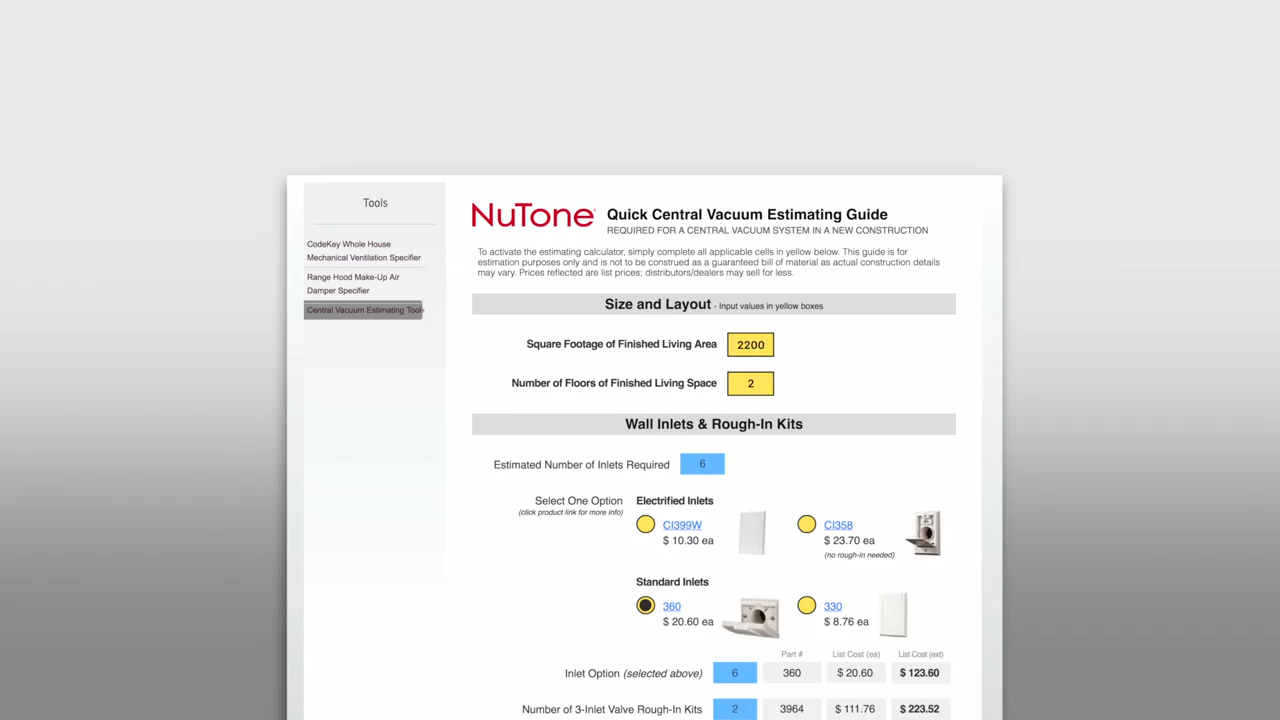 Tools
CodeKey Whole House
Mechanical Ventilation Specifier
Range Hood Make-Up Air
Damper Specifier
Central Vacuum Estimating Tool
NuTone
Quick Central Vacuum Estimating Guide
REQUIRED FOR A CENTRAL VACUUM SYSTEM IN A NEW CONSTRUCTION
To activate the estimating calculator, simply complete all applicable cells in yellow below. This guide is for
estimation purposes only and is not to be construed as a guaranteed bill of material as actual construction details
may vary. Prices reflected are list prices; distributors/dealers may sell for less.
Size and Layout - Input values in yellow boxes
Square Footage of Finished Living Area 2200
Number of Floors of Finished Living Space 2
Wall Inlets & Rough-In Kits
Estimated Number of Inlets Required 6
Select One Option
(click product link for more info)
Electrified Inlets
CI399W
$ 10.30 ea
CI358
$ 23.70 ea
(no rough-in needed)
Standard Inlets
360
$ 20.60 ea
330
$ 8.76 ea
Part # List Cost (ea) List Cost (ext)
Inlet Option (selected above) 6 360 $ 20.60 $ 123.60
Number of 3-Inlet Valve Rough-In Kits 2 3964 $ 111.76 $ 223.52